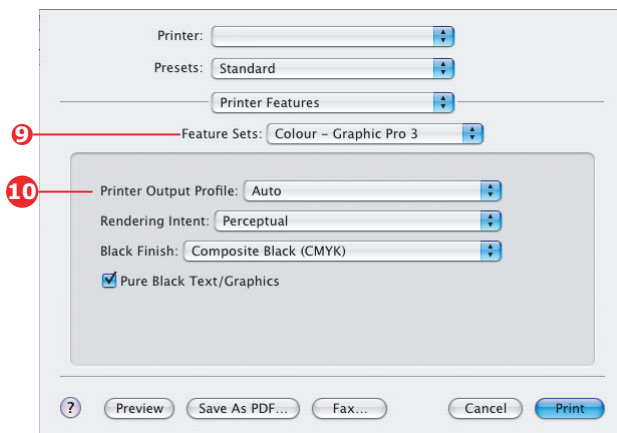 Printer:
Presets: Standard
Printer Features
9
Feature Sets: Colour – Graphic Pro 3
10
Printer Output Profile: Auto
Rendering Intent: Perceptual
Black Finish: Composite Black (CMYK)
Pure Black Text/Graphics
? Preview Save As PDF... Fax... Cancel Print